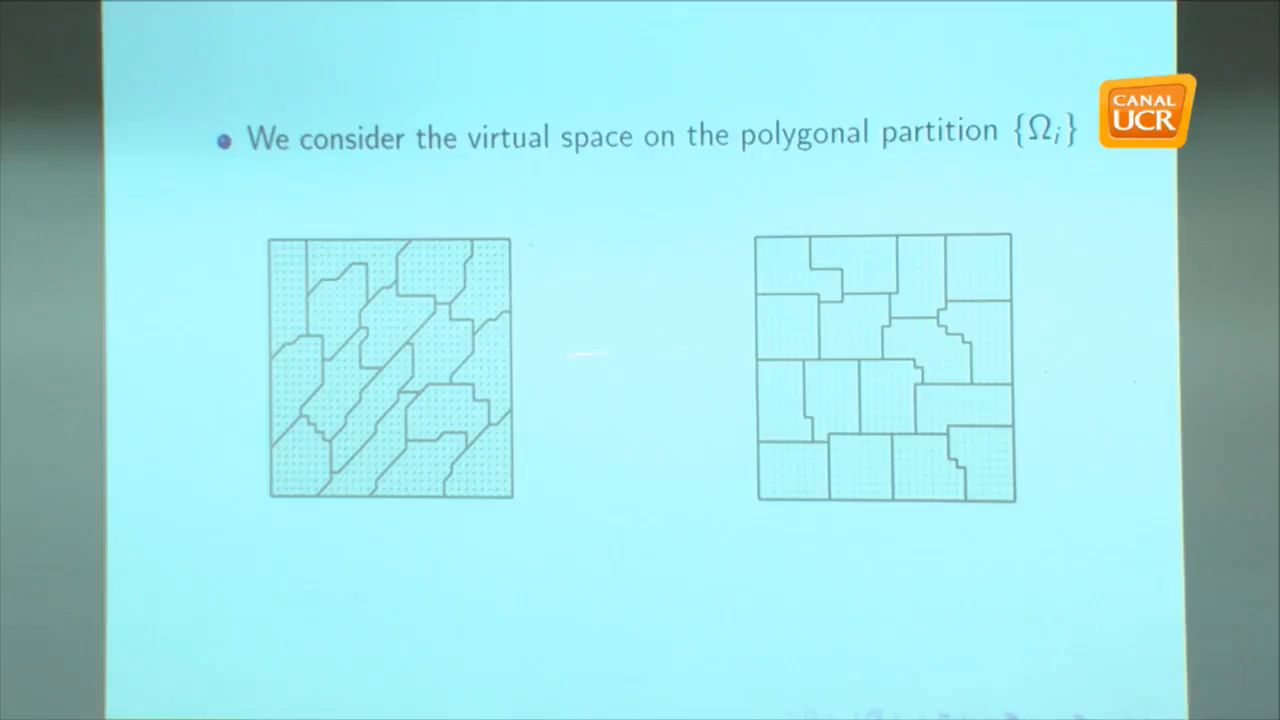 We consider the virtual space on the polygonal partition {Ωᵢ}
CANAL
UCR